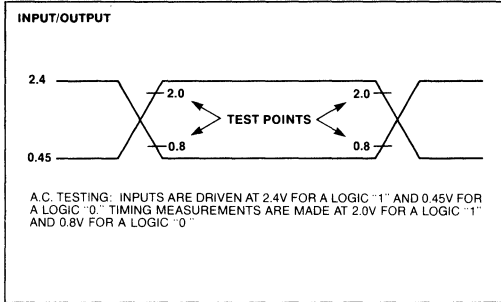 INPUT/OUTPUT
2.4
2.0
2.0
TEST POINTS
0.8
0.8
0.45
A.C. TESTING: INPUTS ARE DRIVEN AT 2.4V FOR A LOGIC "1" AND 0.45V FOR
A LOGIC "0." TIMING MEASUREMENTS ARE MADE AT 2.0V FOR A LOGIC "1"
AND 0.8V FOR A LOGIC "0"